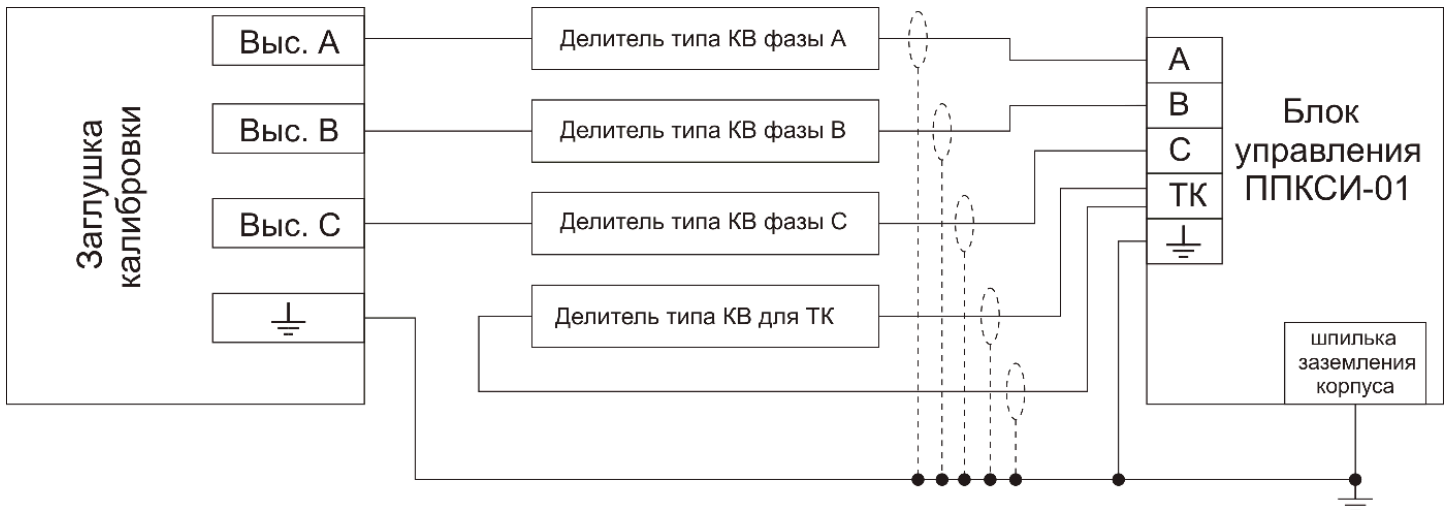 Заглушка
калибровки
Выс. А
Выс. В
Выс. С
Делитель типа КВ фазы А
Делитель типа КВ фазы В
Делитель типа КВ фазы С
Делитель типа КВ для ТК
А
В
С
ТК
Блок
управления
ППКСИ-01
шпилька
заземления
корпуса